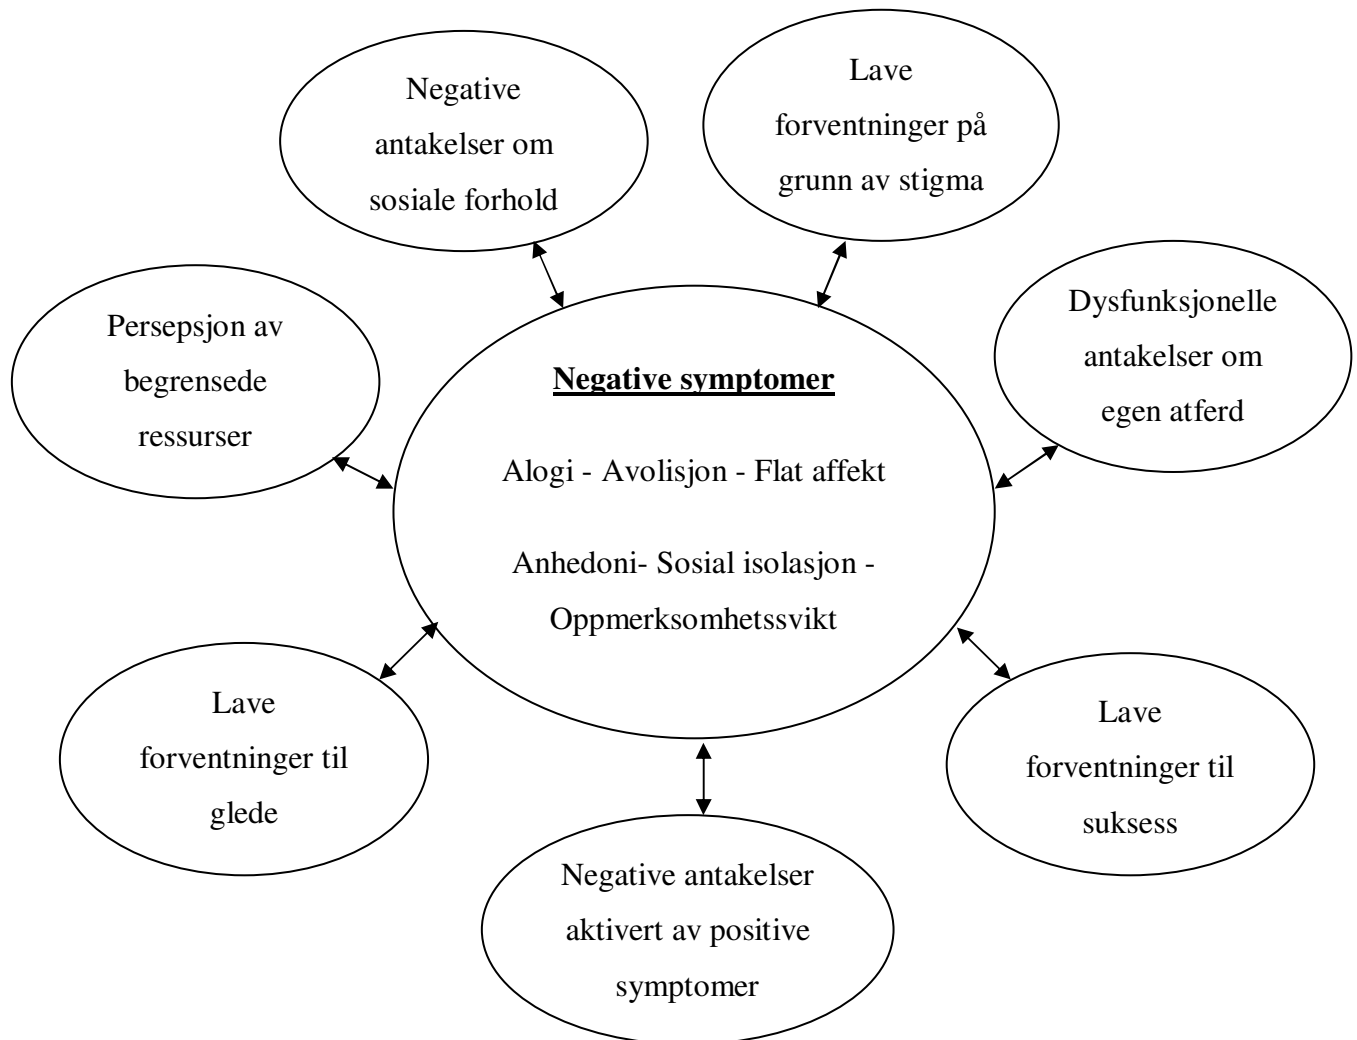 Negative
antakelser om
sosiale forhold
Lave
forventninger på
grunn av stigma
Persepsjon av
begrensede
ressurser
Dysfunksjonelle
antakelser om
egen atferd
Negative symptomer
Alogi - Avolisjon - Flat affekt
Anhedoni- Sosial isolasjon -
Oppmerksomhetssvikt
Lave
forventninger til
glede
Lave
forventninger til
suksess
Negative antakelser
aktivert av positive
symptomer